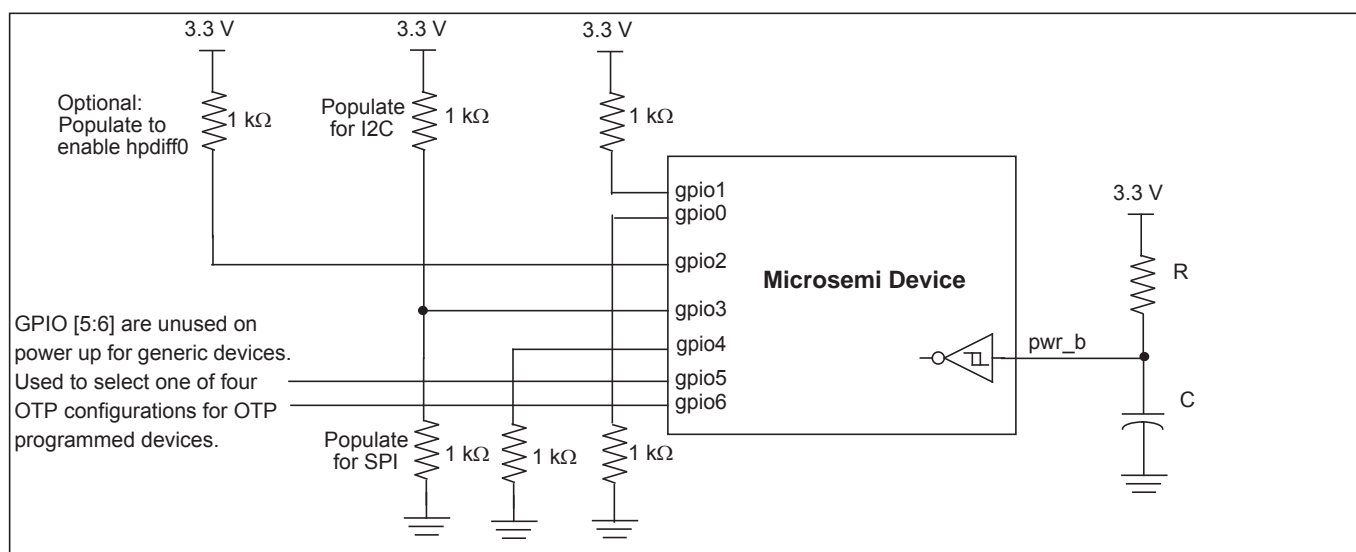 3.3 V
3.3 V
3.3 V
Optional:
Populate to
enable hpdiff0
1 kΩ
Populate
for I2C
1 kΩ
1 kΩ
gpio1
gpio0
gpio2
gpio3
gpio4
gpio5
gpio6
Microsemi Device
pwr_b
3.3 V
R
C
GPIO [5:6] are unused on
power up for generic devices.
Used to select one of four
OTP configurations for OTP
programmed devices.
Populate
for SPI
1 kΩ
1 kΩ
1 kΩ